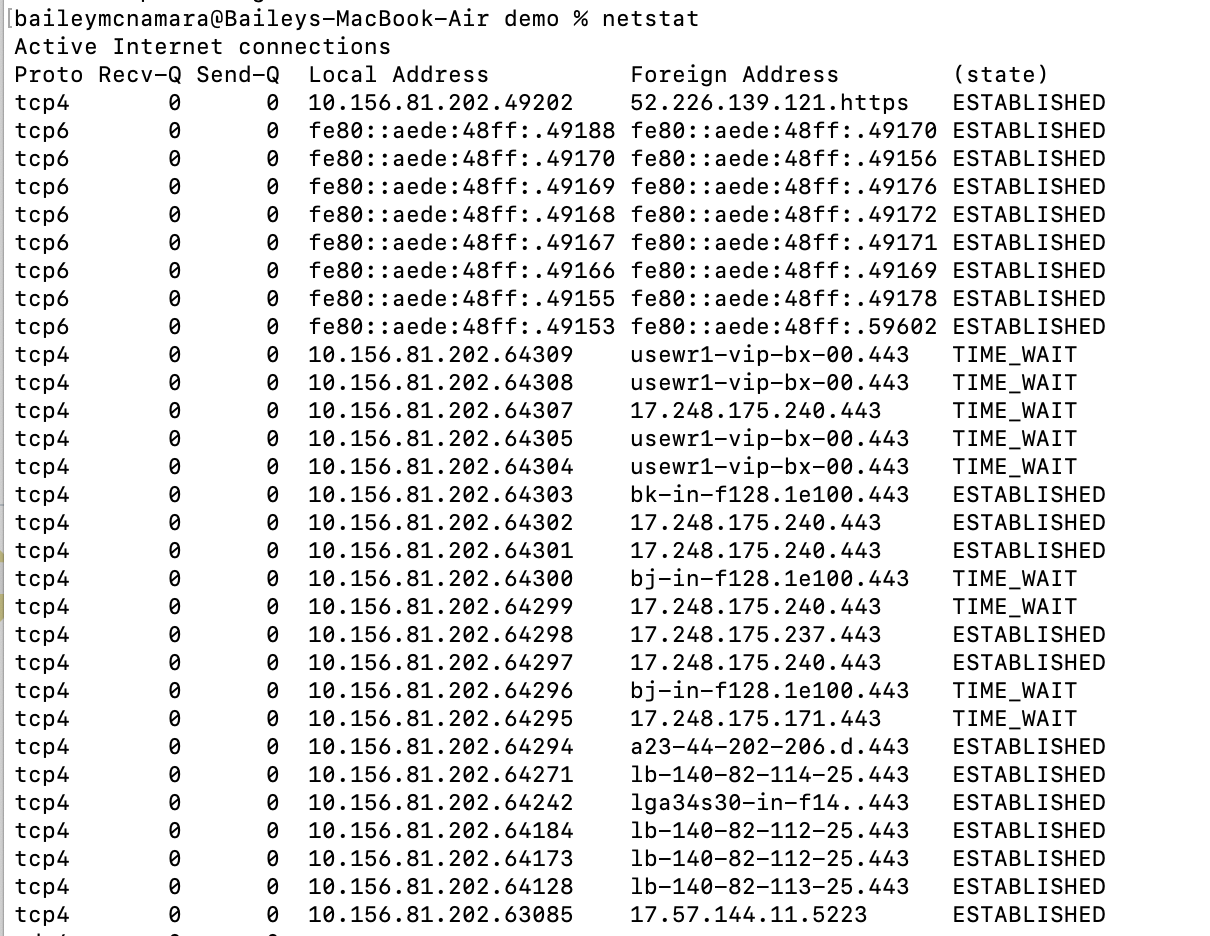 [baileymcnamara@Baileys-MacBook-Air demo % netstat
Active Internet connections
Proto Recv-Q Send-Q  Local Address          Foreign Address        (state)
tcp4       0      0  10.156.81.202.49202    52.226.139.121.https   ESTABLISHED
tcp6       0      0  fe80::aede:48ff:.49188 fe80::aede:48ff:.49170 ESTABLISHED
tcp6       0      0  fe80::aede:48ff:.49170 fe80::aede:48ff:.49156 ESTABLISHED
tcp6       0      0  fe80::aede:48ff:.49169 fe80::aede:48ff:.49176 ESTABLISHED
tcp6       0      0  fe80::aede:48ff:.49168 fe80::aede:48ff:.49172 ESTABLISHED
tcp6       0      0  fe80::aede:48ff:.49167 fe80::aede:48ff:.49171 ESTABLISHED
tcp6       0      0  fe80::aede:48ff:.49166 fe80::aede:48ff:.49169 ESTABLISHED
tcp6       0      0  fe80::aede:48ff:.49155 fe80::aede:48ff:.49178 ESTABLISHED
tcp6       0      0  fe80::aede:48ff:.49153 fe80::aede:48ff:.59602 ESTABLISHED
tcp4       0      0  10.156.81.202.64309    usewr1-vip-bx-00.443   TIME_WAIT
tcp4       0      0  10.156.81.202.64308    usewr1-vip-bx-00.443   TIME_WAIT
tcp4       0      0  10.156.81.202.64307    17.248.175.240.443     TIME_WAIT
tcp4       0      0  10.156.81.202.64305    usewr1-vip-bx-00.443   TIME_WAIT
tcp4       0      0  10.156.81.202.64304    usewr1-vip-bx-00.443   TIME_WAIT
tcp4       0      0  10.156.81.202.64303    bk-in-f128.1e100.443   ESTABLISHED
tcp4       0      0  10.156.81.202.64302    17.248.175.240.443     ESTABLISHED
tcp4       0      0  10.156.81.202.64301    17.248.175.240.443     ESTABLISHED
tcp4       0      0  10.156.81.202.64300    bj-in-f128.1e100.443   TIME_WAIT
tcp4       0      0  10.156.81.202.64299    17.248.175.240.443     TIME_WAIT
tcp4       0      0  10.156.81.202.64298    17.248.175.237.443     ESTABLISHED
tcp4       0      0  10.156.81.202.64297    17.248.175.240.443     ESTABLISHED
tcp4       0      0  10.156.81.202.64296    bj-in-f128.1e100.443   TIME_WAIT
tcp4       0      0  10.156.81.202.64295    17.248.175.171.443     TIME_WAIT
tcp4       0      0  10.156.81.202.64294    a23-44-202-206.d.443   ESTABLISHED
tcp4       0      0  10.156.81.202.64271    lb-140-82-114-25.443   ESTABLISHED
tcp4       0      0  10.156.81.202.64242    lga34s30-in-f14..443   ESTABLISHED
tcp4       0      0  10.156.81.202.64184    lb-140-82-112-25.443   ESTABLISHED
tcp4       0      0  10.156.81.202.64173    lb-140-82-112-25.443   ESTABLISHED
tcp4       0      0  10.156.81.202.64128    lb-140-82-113-25.443   ESTABLISHED
tcp4       0      0  10.156.81.202.63085    17.57.144.11.5223      ESTABLISHED